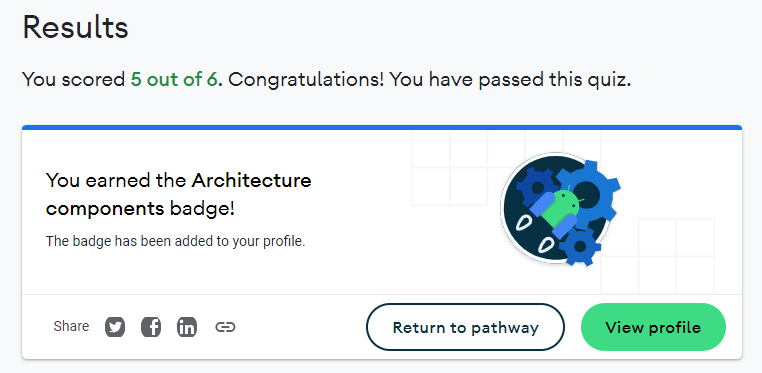 Results
You scored 5 out of 6. Congratulations! You have passed this quiz.
You earned the Architecture
components badge!
The badge has been added to your profile.
Share
Return to pathway
View profile